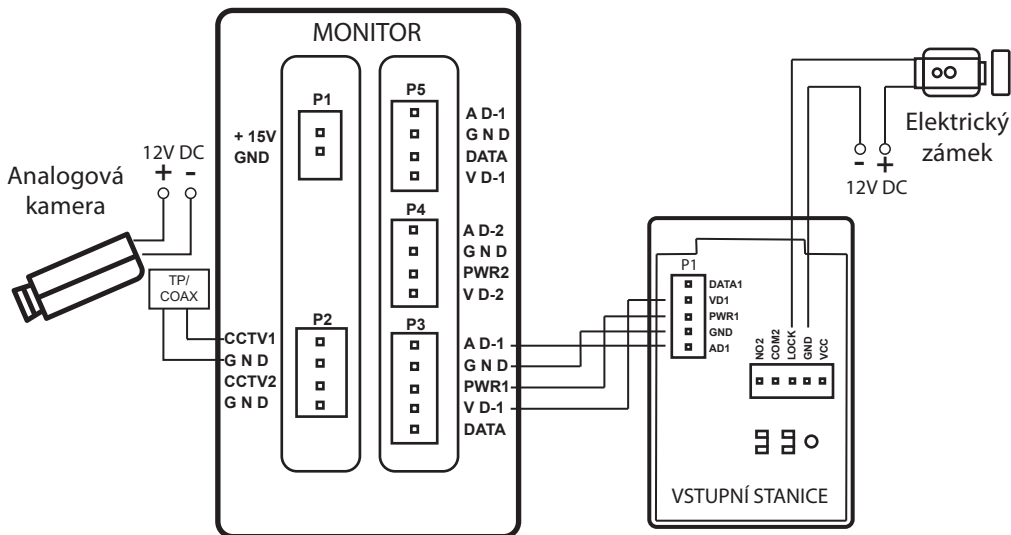 MONITOR
P1
+ 15V
GND
P5
A D-1
G N D
DATA
V D-1
P4
A D-2
G N D
PWR2
V D-2
P2
CCTV1
G N D
CCTV2
G N D
P3
A D-1
G N D
PWR1
V D-1
DATA
12V DC
+ -
Analogová
kamera
TP/
COAX
Elektrický
zámek
- +
12V DC
P1
DATA1
VD1
PWR1
GND
AD1
NO2
COM2
LOCK
GND
VCC
VSTUPNÍ STANICE